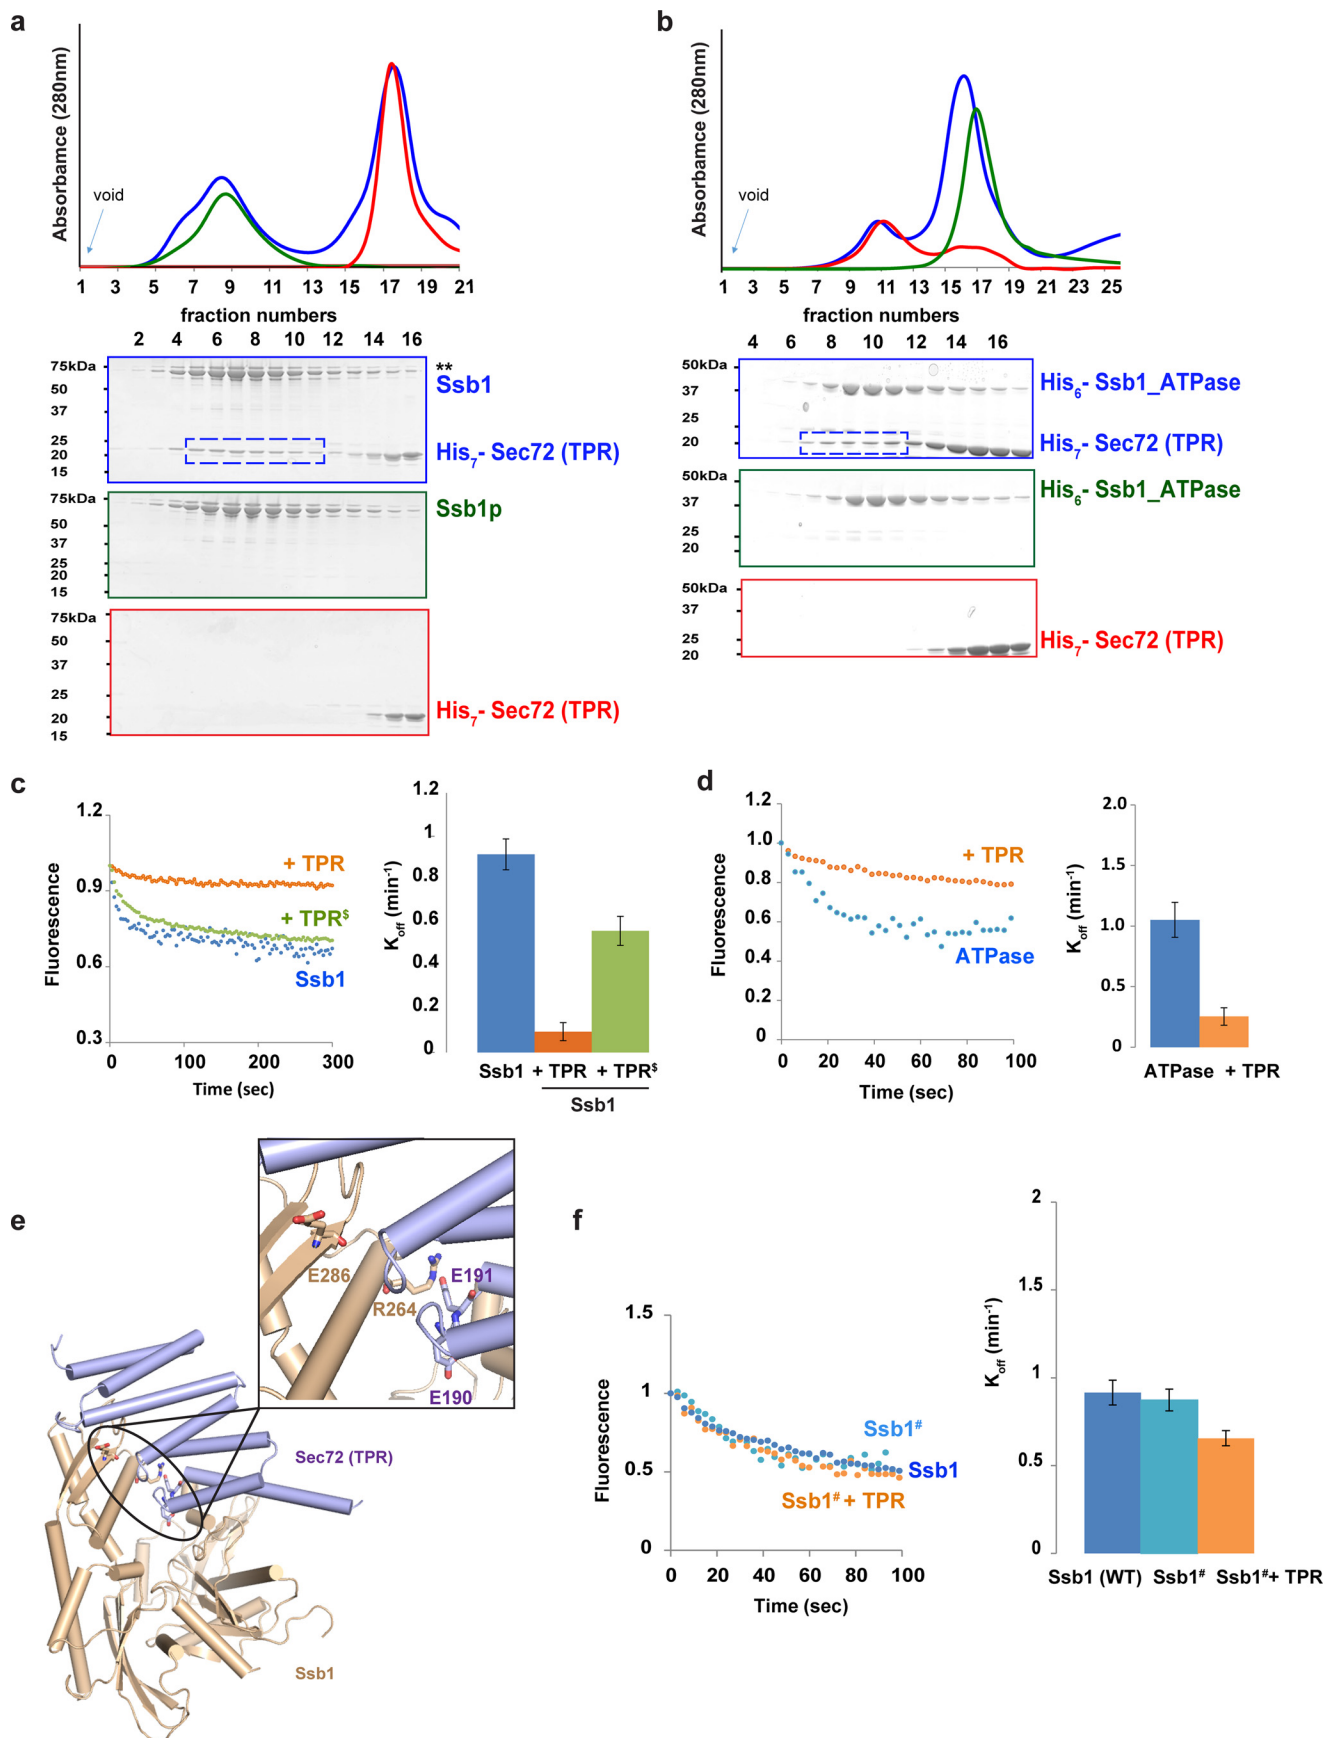 a
Absorbamce (280nm)
void
1 3 5 7 9 11 13 15 17 19 21
fraction numbers
2 4 6 8 10 12 14 16
75kDa
50
37
25
20
15
**
Ssb1
His7- Sec72 (TPR)
75kDa
50
37
25
20
15
Ssb1p
75kDa
50
37
25
20
15
His7- Sec72 (TPR)
b
Absorbamce (280nm)
void
1 3 5 7 9 11 13 15 17 19 21 23 25
fraction numbers
4 6 8 10 12 14 16
50kDa
37
25
20
His6- Ssb1_ATPase
His7- Sec72 (TPR)
50kDa
37
25
20
His6- Ssb1_ATPase
50kDa
37
25
20
His7- Sec72 (TPR)
c
Fluorescence
1.2
0.9
0.6
0.3
+ TPR
+ TPR$
Ssb1
0 100 200 300
Time (sec)
Koff (min-1)
1.2
1
0.8
0.6
0.4
0.2
0
Ssb1 + TPR + TPR$
Ssb1
d
Fluorescence
1.2
1.0
0.8
0.6
0.4
0.2
0
+ TPR
ATPase
0 20 40 60 80 100
Time (sec)
Koff (min-1)
2.0
1.5
1.0
0.5
0
ATPase + TPR
e
E286
E191
R264
E190
Sec72 (TPR)
Ssb1
f
Fluorescence
1.5
1
0.5
0
Ssb1#
Ssb1
Ssb1# + TPR
0 20 40 60 80 100
Time (sec)
Koff (min-1)
2
1
0
Ssb1 (WT) Ssb1# Ssb1#+ TPR